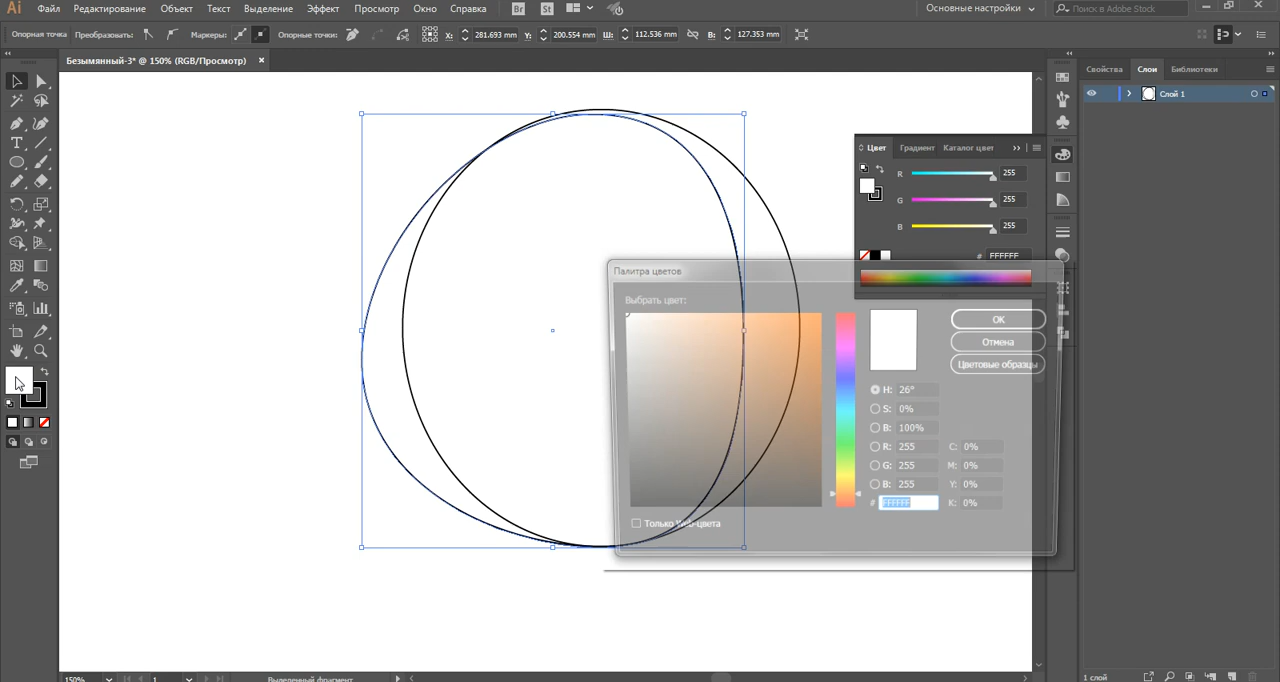 Ai Файл Редактирование Объект Текст Выделение Эффект Просмотр Окно Справка Br St Основные настройки Поиск в Adobe Stock
Опорная точка Преобразовать: Маркеры: Опорные точки: X: 281.693 mm Y: 200.554 mm Ш: 112.536 mm В: 127.353 mm
Безымянный-3* @ 150% (RGB/Просмотр) ×
Свойства Слои Библиотеки
Слой 1
Цвет Градиент Каталог цвет
R 255
G 255
B 255
# FFFFFF
Палитра цветов
Выбрать цвет:
OK
Отмена
Цветовые образцы
H: 26°
S: 0%
B: 100%
R: 255 C: 0%
G: 255 M: 0%
B: 255 Y: 0%
# FFFFFF K: 0%
Только Web-цвета
150% 1 Выделенный фрагмент
1 слой